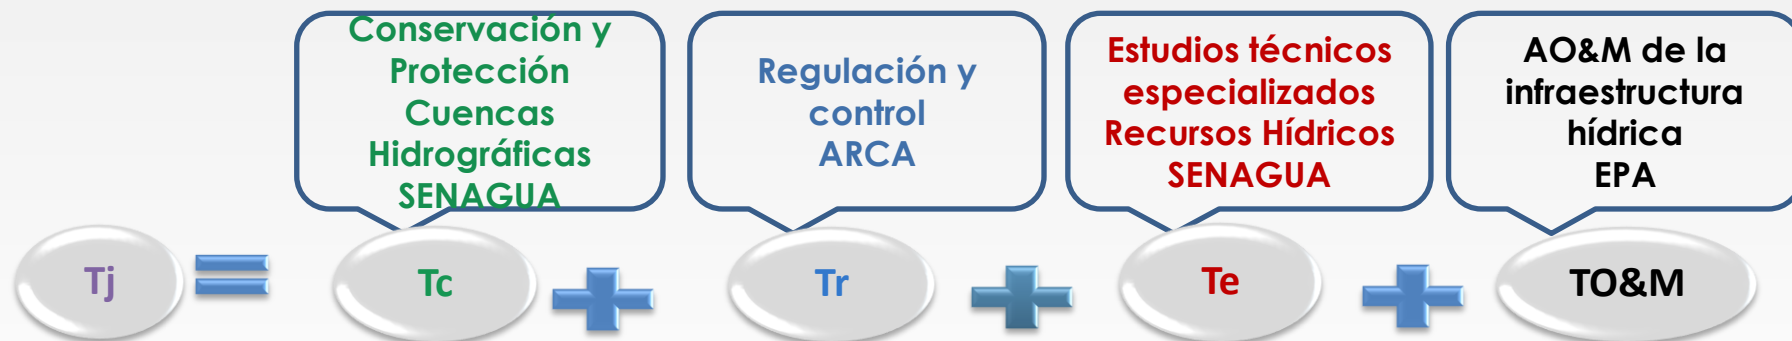 Conservación y
Protección
Cuencas
Hidrográficas
SENAGUA
Regulación y
control
ARCA
Estudios técnicos
especializados
Recursos Hídricos
SENAGUA
AO&M de la
infraestructura
hídrica
EPA
Tj = Tc + Tr + Te + TO&M